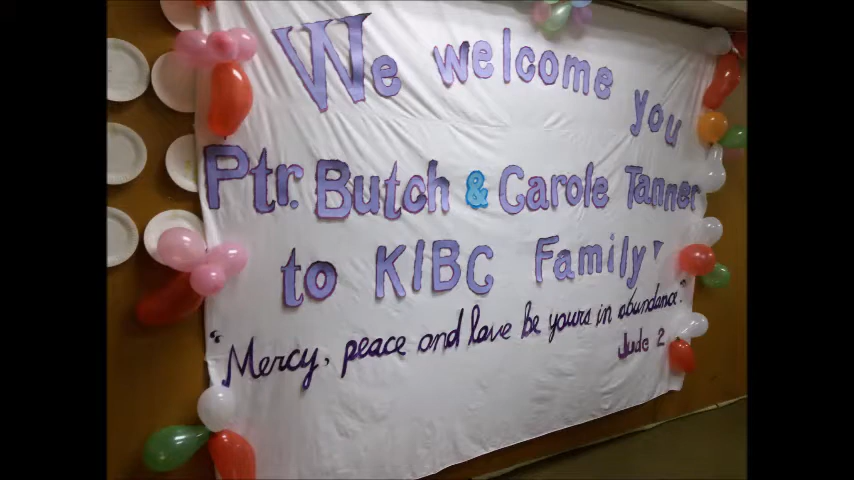 We welcome you
Ptr. Butch & Carole Tanner
to KIBC Family"
"Mercy, peace and love be yours in abundance."
Jude 2